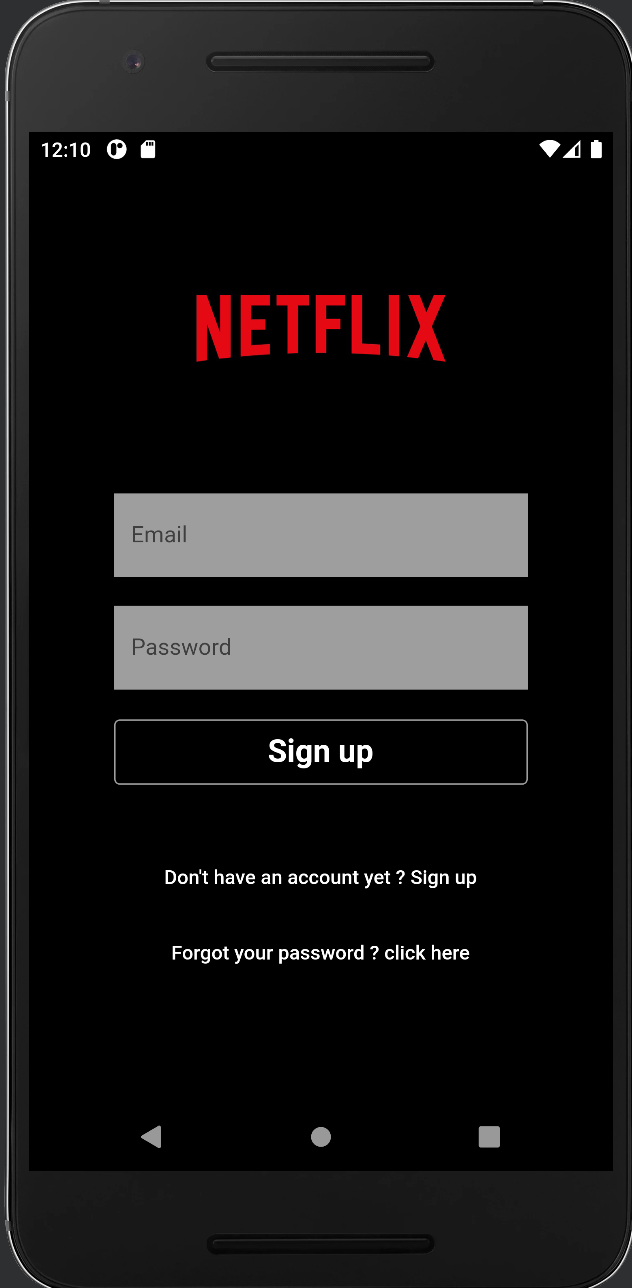 12:10
NETFLIX
Email
Password
Sign up
Don't have an account yet ? Sign up
Forgot your password ? click here